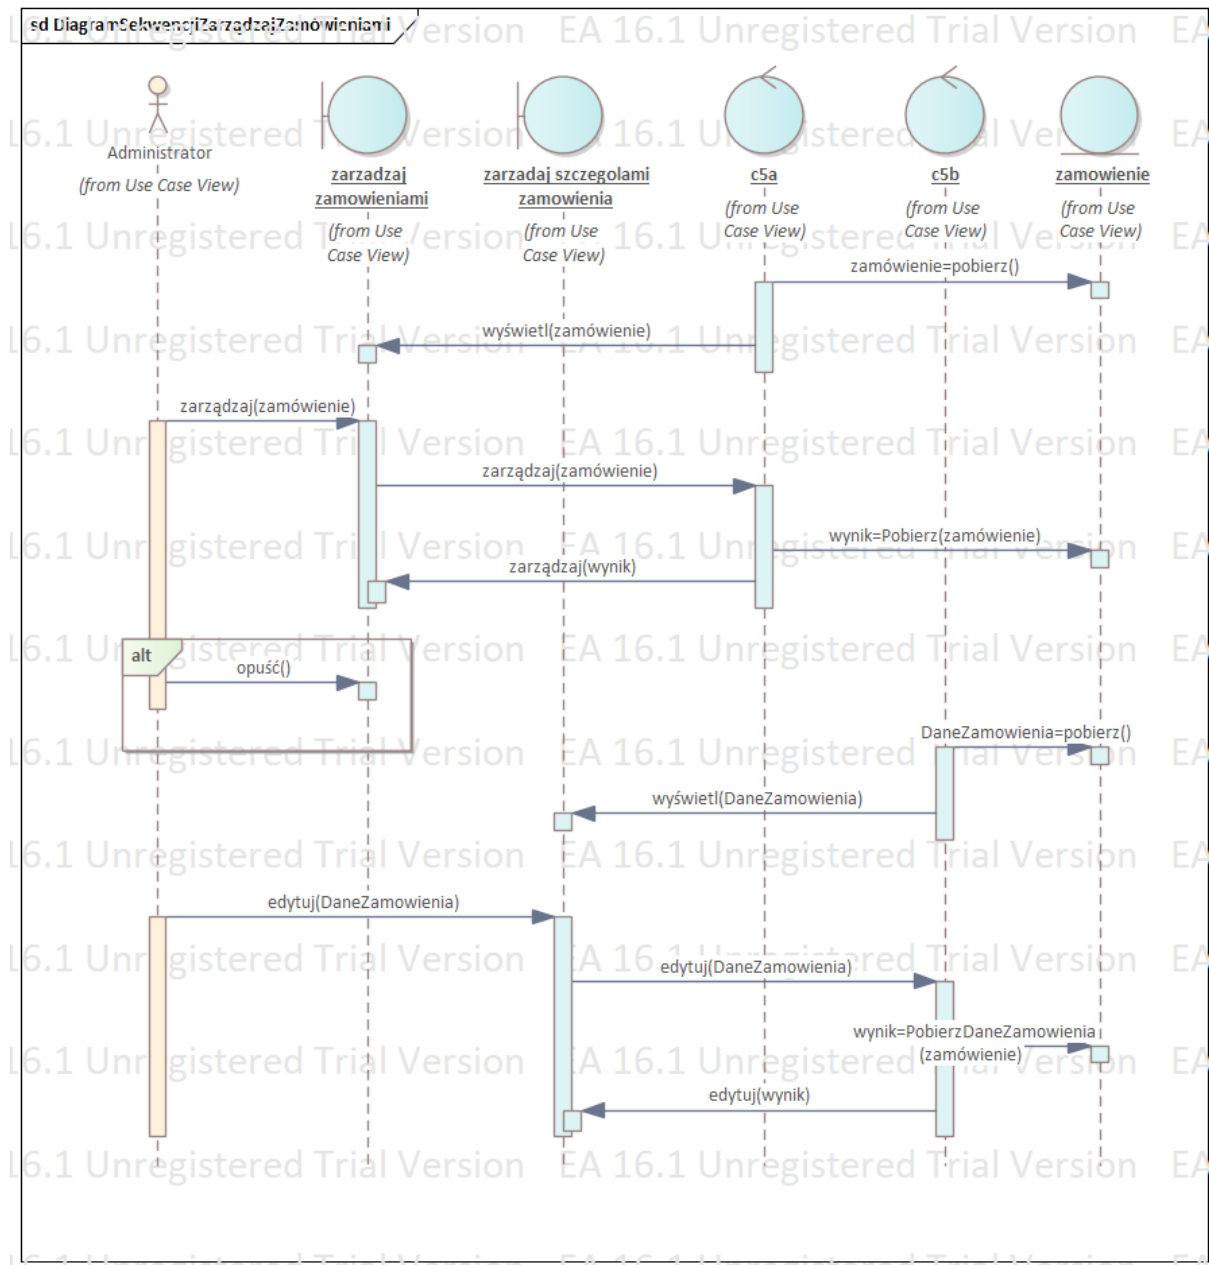 sd DiagramSekwencjiZarządzajZamówieniami
Administrator
(from Use Case View)
zarzadzaj
zamowieniami
(from Use
Case View)
zarzadaj szczegolami
zamowienia
(from Use
Case View)
c5a
(from Use
Case View)
c5b
(from Use
Case View)
zamowienie
(from Use
Case View)
zamówienie=pobierz()
wyświetl(zamówienie)
zarządzaj(zamówienie)
zarządzaj(zamówienie)
wynik=Pobierz(zamówienie)
zarządzaj(wynik)
alt
opuść()
DaneZamowienia=pobierz()
wyświetl(DaneZamowienia)
edytuj(DaneZamowienia)
edytuj(DaneZamowienia)
wynik=PobierzDaneZamowienia
(zamówienie)
edytuj(wynik)
EA 16.1 Unregistered Trial Version